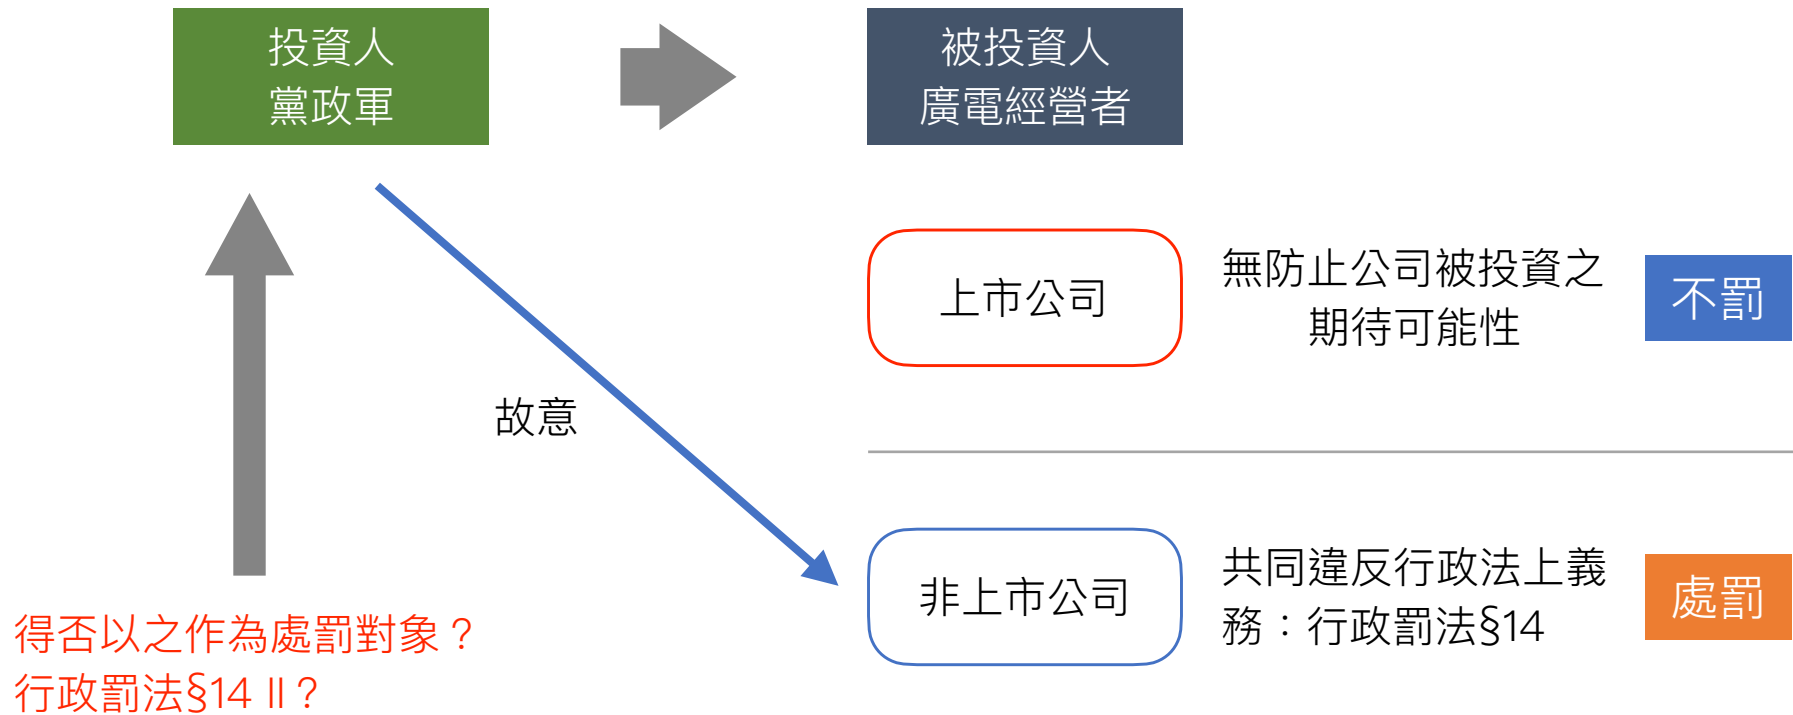 投資人
黨政軍
被投資人
廣電經營者
上市公司
無防止公司被投資之
期待可能性
不罰
故意
非上市公司
共同違反行政法上義
務：行政罰法§14
處罰
得否以之作為處罰對象？
行政罰法§14 II？